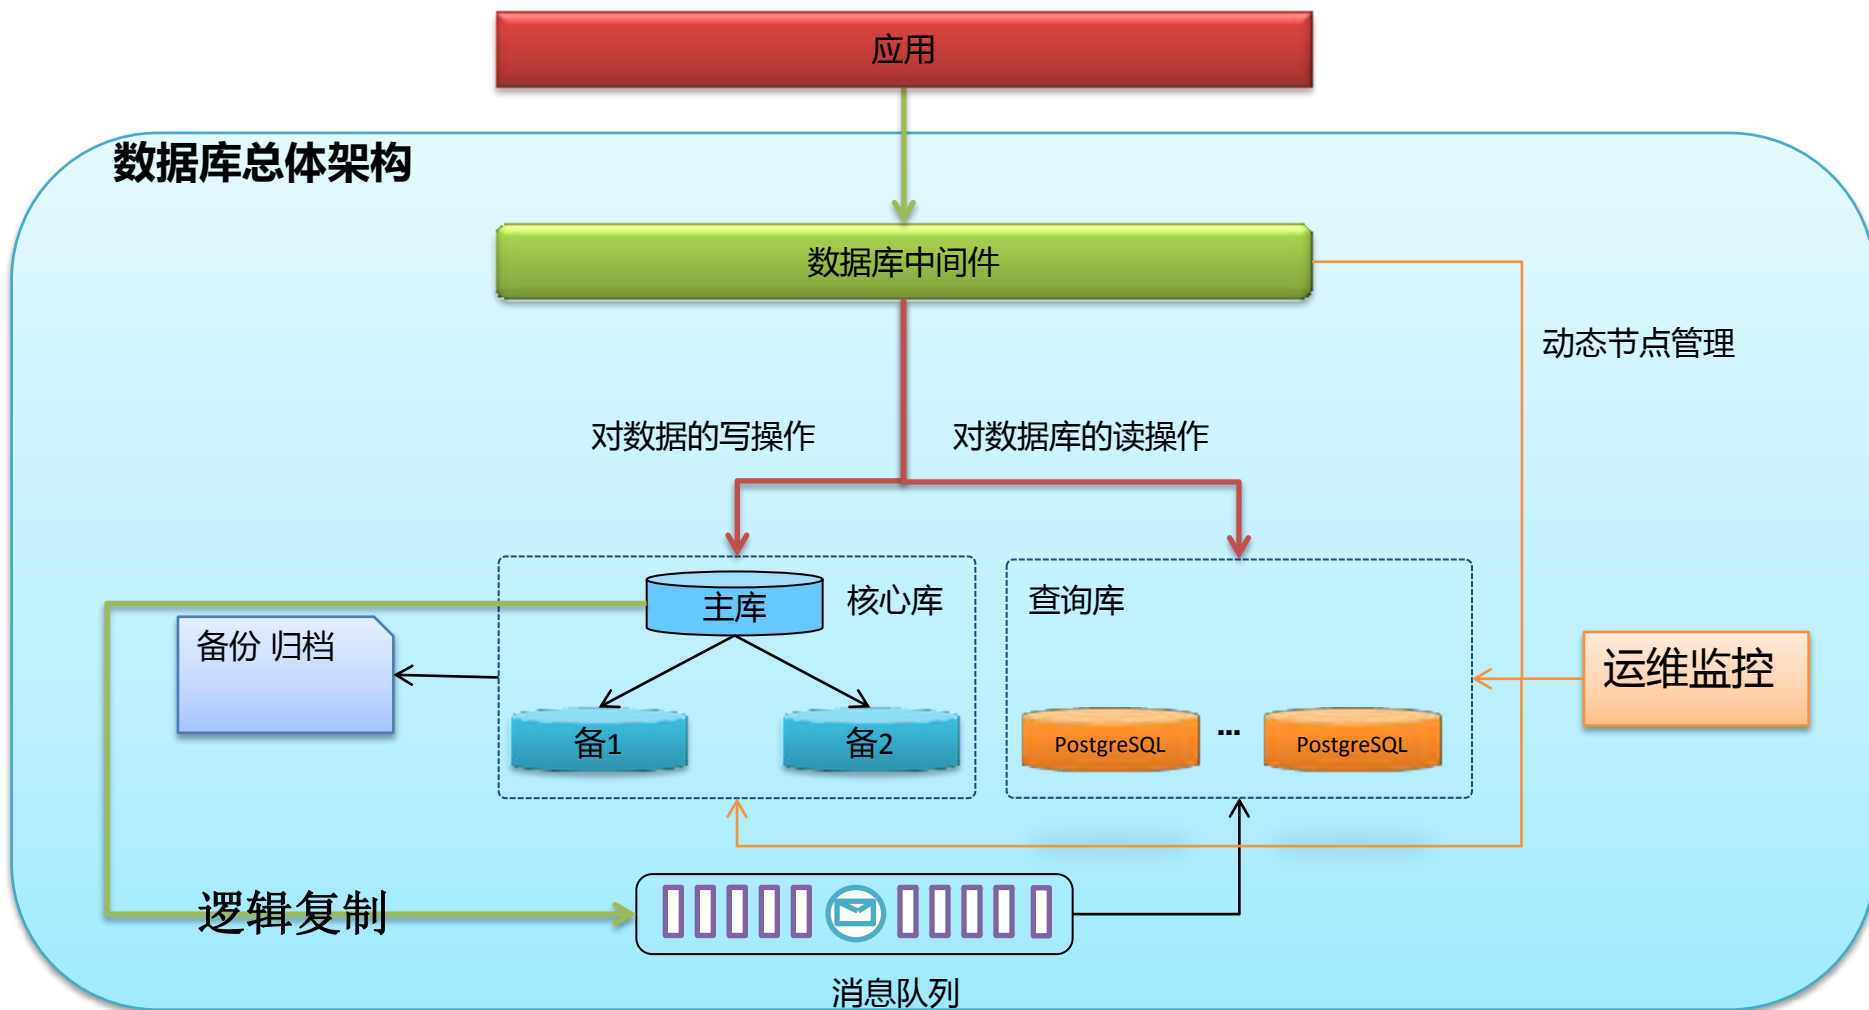 应用
数据库总体架构
数据库中间件
动态节点管理
对数据的写操作
对数据库的读操作
主库
核心库
查询库
备份 归档
运维监控
备1
备2
PostgreSQL
...
PostgreSQL
逻辑复制
消息队列